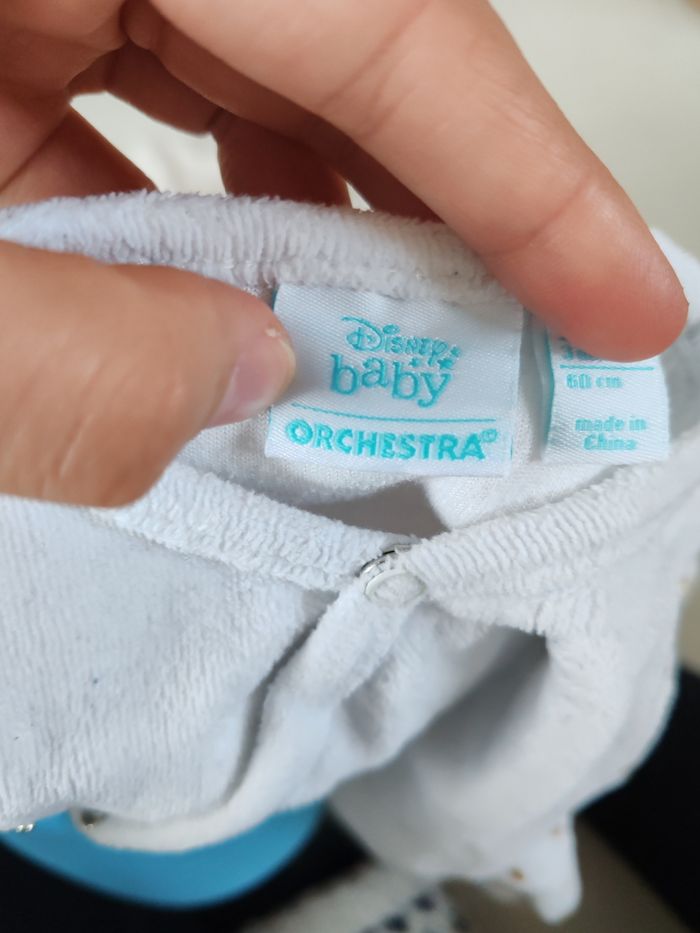 Disney
baby
ORCHESTRA®
60 cm
made in
China